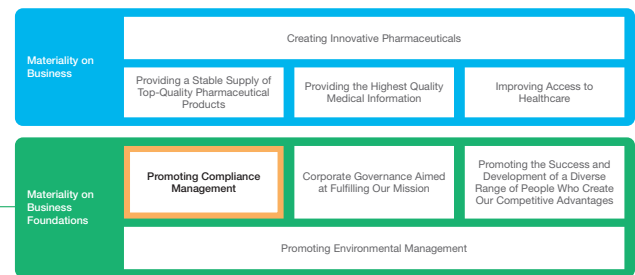 Materiality on
Business
Creating Innovative Pharmaceuticals
Providing a Stable Supply of
Top-Quality Pharmaceutical
Products
Providing the Highest Quality
Medical Information
Improving Access to
Healthcare
Materiality on
Business
Foundations
Promoting Compliance
Management
Corporate Governance Aimed
at Fulfilling Our Mission
Promoting the Success and
Development of a Diverse
Range of People Who Create
Our Competitive Advantages
Promoting Environmental Management